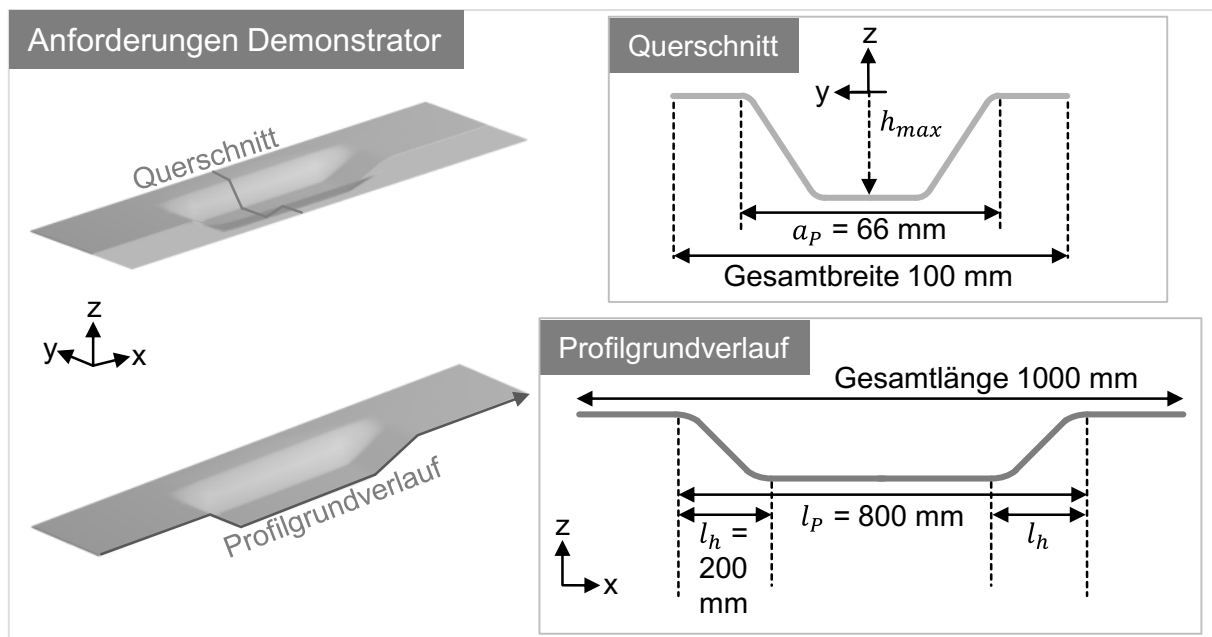 Anforderungen Demonstrator
Querschnitt
z
y
x
Profilgrundverlauf
Querschnitt
z
y
h_max
a_P = 66 mm
Gesamtbreite 100 mm
Profilgrundverlauf
Gesamtlänge 1000 mm
l_P = 800 mm
l_h =
200
mm
l_h
z
x